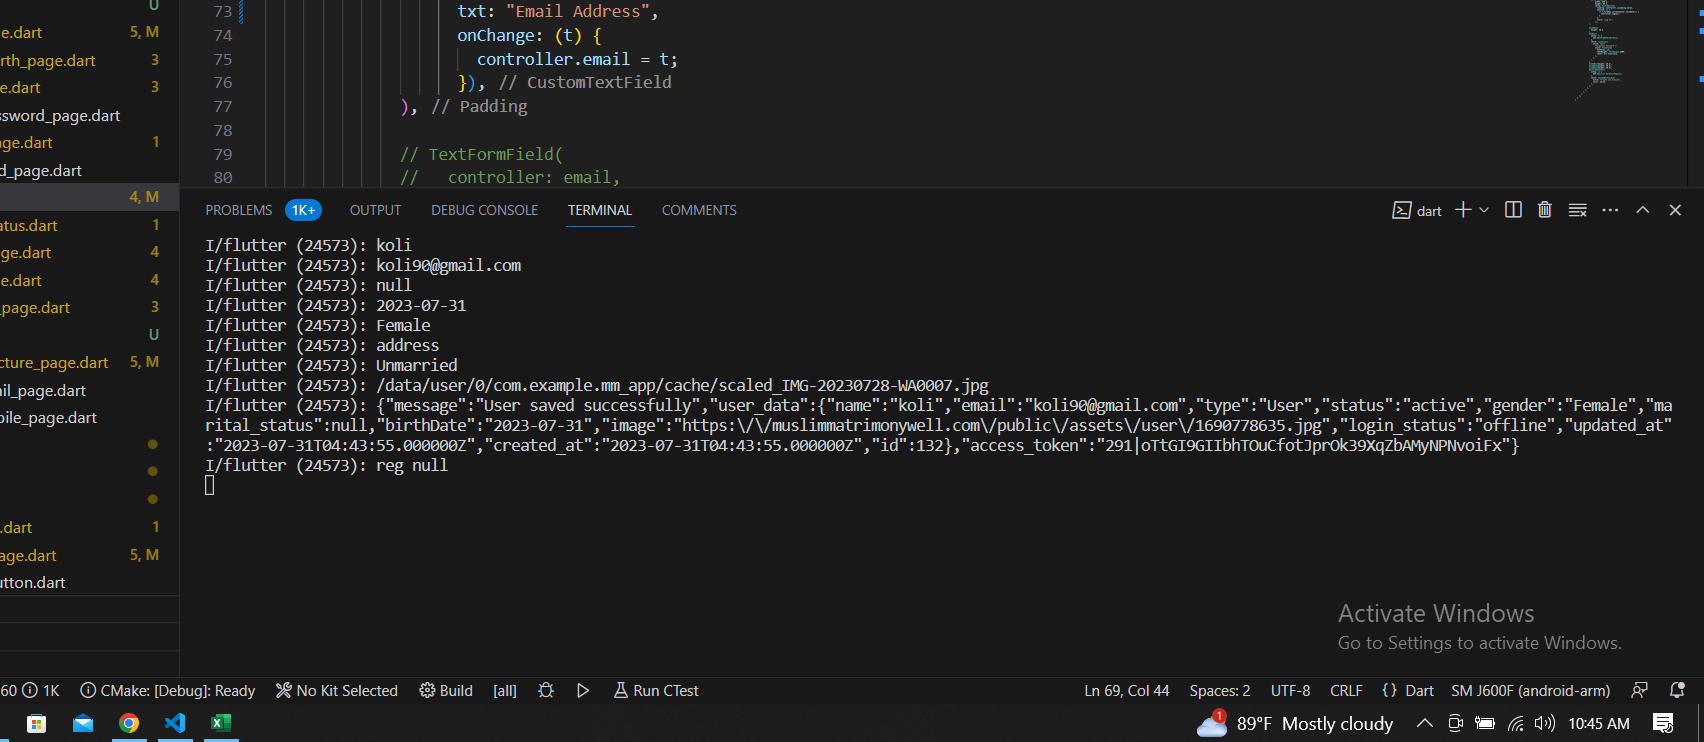 U
73 txt: "Email Address",
e.dart 5, M
74 onChange: (t) {
rth_page.dart 3
75 controller.email = t;
e.dart 3
76 }), // CustomTextField
ssword_page.dart
77 ), // Padding
78
age.dart 1
79 // TextFormField(
d_page.dart
80 // controller: email,
4, M
PROBLEMS 1K+ OUTPUT DEBUG CONSOLE TERMINAL COMMENTS dart
atus.dart 1
ge.dart 4
e.dart 4
_page.dart 3
U
cture_page.dart 5, M
ail_page.dart
bile_page.dart
.dart 1
age.dart 5, M
utton.dart
I/flutter (24573): koli
I/flutter (24573): koli90@gmail.com
I/flutter (24573): null
I/flutter (24573): 2023-07-31
I/flutter (24573): Female
I/flutter (24573): address
I/flutter (24573): Unmarried
I/flutter (24573): /data/user/0/com.example.mm_app/cache/scaled_IMG-20230728-WA0007.jpg
I/flutter (24573): {"message":"User saved successfully","user_data":{"name":"koli","email":"koli90@gmail.com","type":"User","status":"active","gender":"Female","ma
rital_status":null,"birthDate":"2023-07-31","image":"https:\/\/muslimmatrimonywell.com\/public\/assets\/user\/1690778635.jpg","login_status":"offline","updated_at"
:"2023-07-31T04:43:55.000000Z","created_at":"2023-07-31T04:43:55.000000Z","id":132},"access_token":"291|oTtGI9GIIbhTOuCfotJprOk39XqZbAMyNPNvoiFx"}
I/flutter (24573): reg null
Activate Windows
Go to Settings to activate Windows.
60 1K CMake: [Debug]: Ready No Kit Selected Build [all] Run CTest Ln 69, Col 44 Spaces: 2 UTF-8 CRLF {} Dart SM J600F (android-arm)
1 89°F Mostly cloudy 10:45 AM